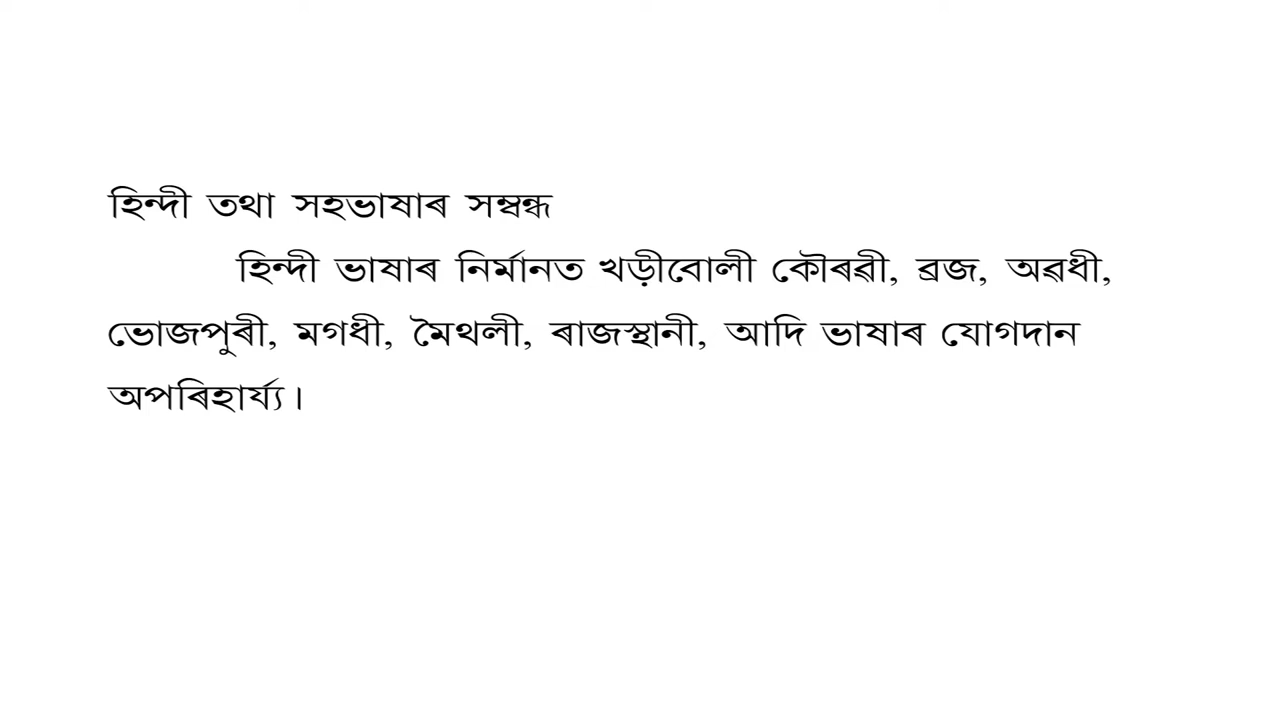 হিন্দী তথা সহভাষাৰ সম্বন্ধ
হিন্দী ভাষাৰ নিৰ্মানত খড়ীবোলী কৌৰৱী, ব্ৰজ, অৱধী,
ভোজপুৰী, মগধী, মৈথলী, ৰাজস্থানী, আদি ভাষাৰ যোগদান
অপৰিহাৰ্য্য।